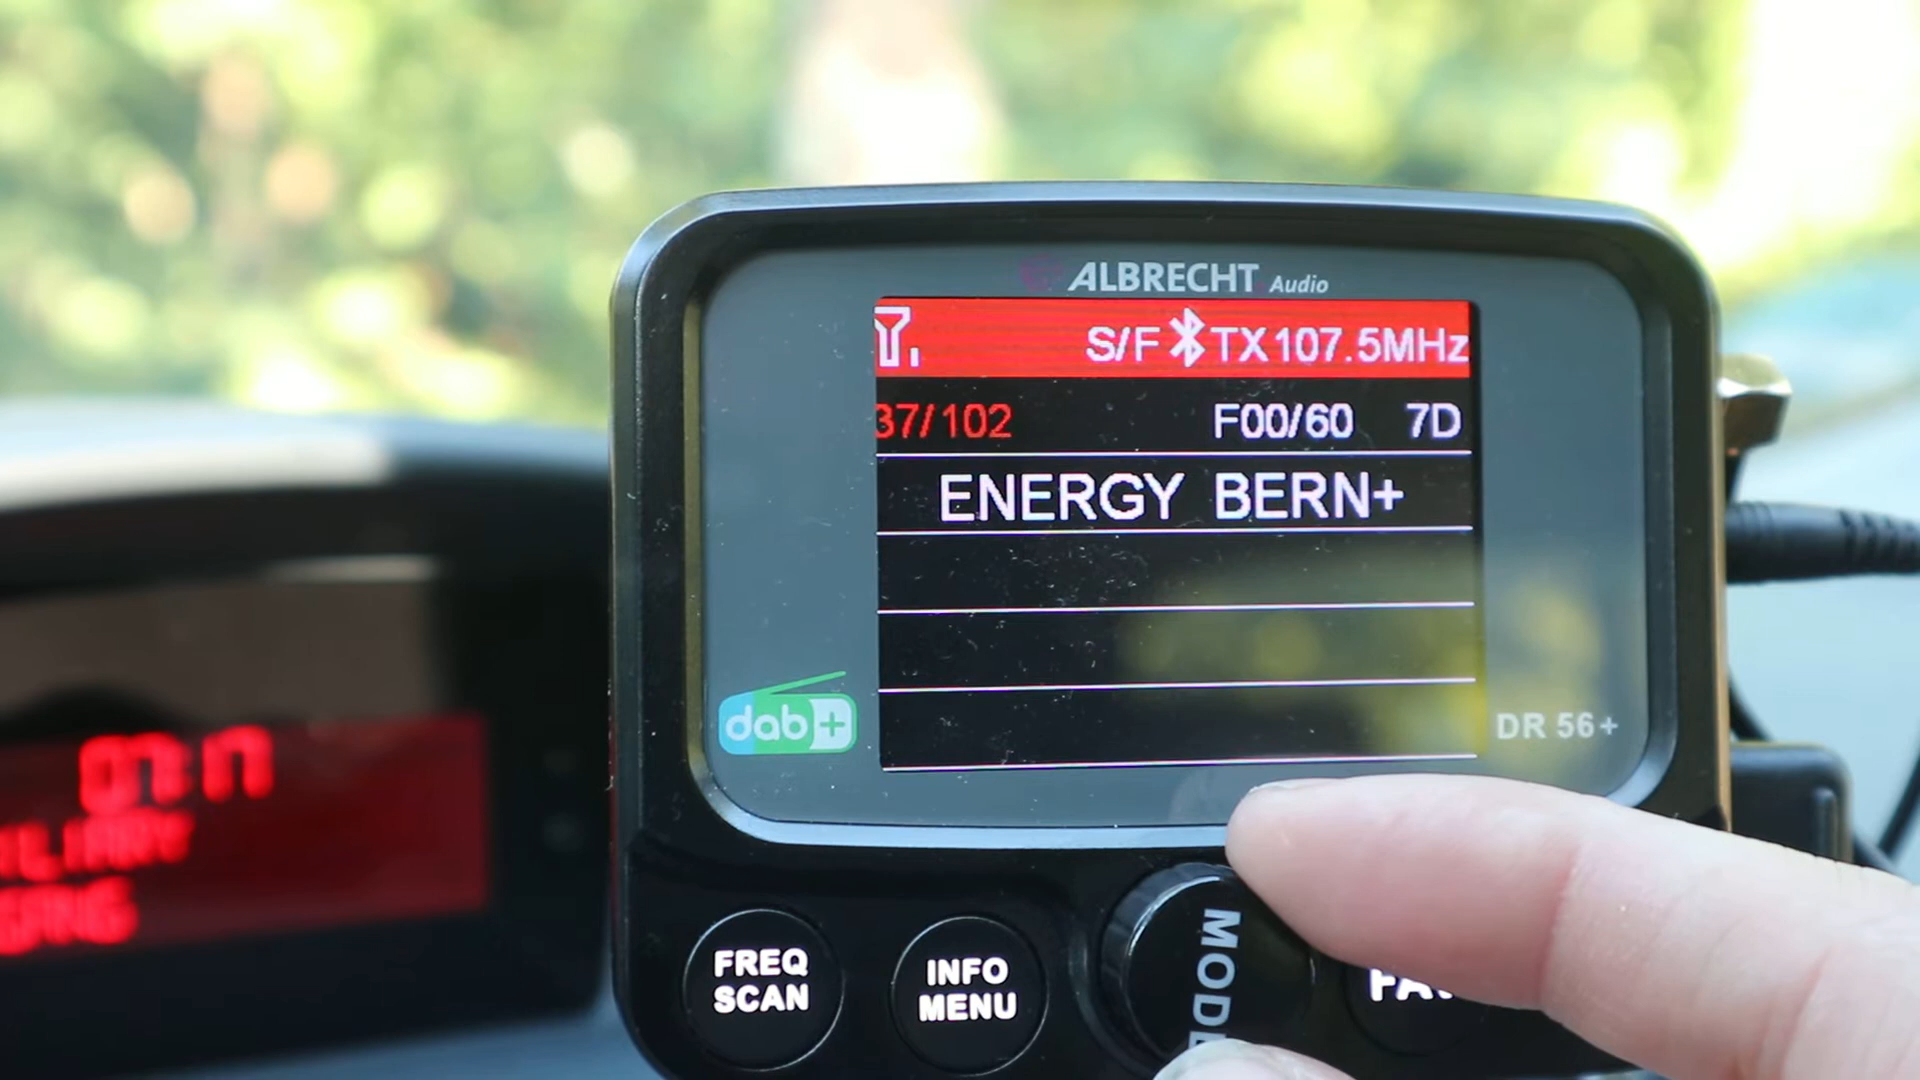 ALBRECHT Audio
S/F TX107.5MHz
37/102 F00/60 7D
ENERGY BERN+
dab+
DR 56+
FREQ SCAN
INFO MENU
MODE